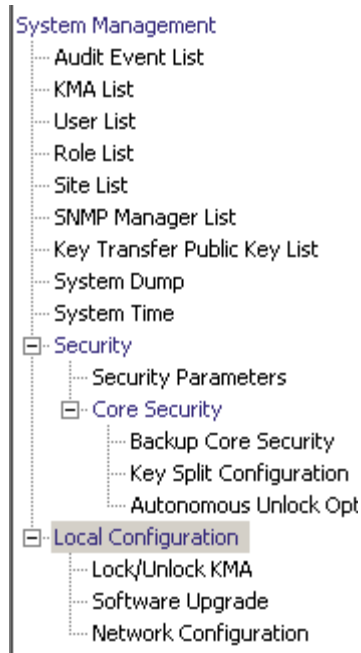 System Management
Audit Event List
KMA List
User List
Role List
Site List
SNMP Manager List
Key Transfer Public Key List
System Dump
System Time
Security
Security Parameters
Core Security
Backup Core Security
Key Split Configuration
Autonomous Unlock Opt
Local Configuration
Lock/Unlock KMA
Software Upgrade
Network Configuration